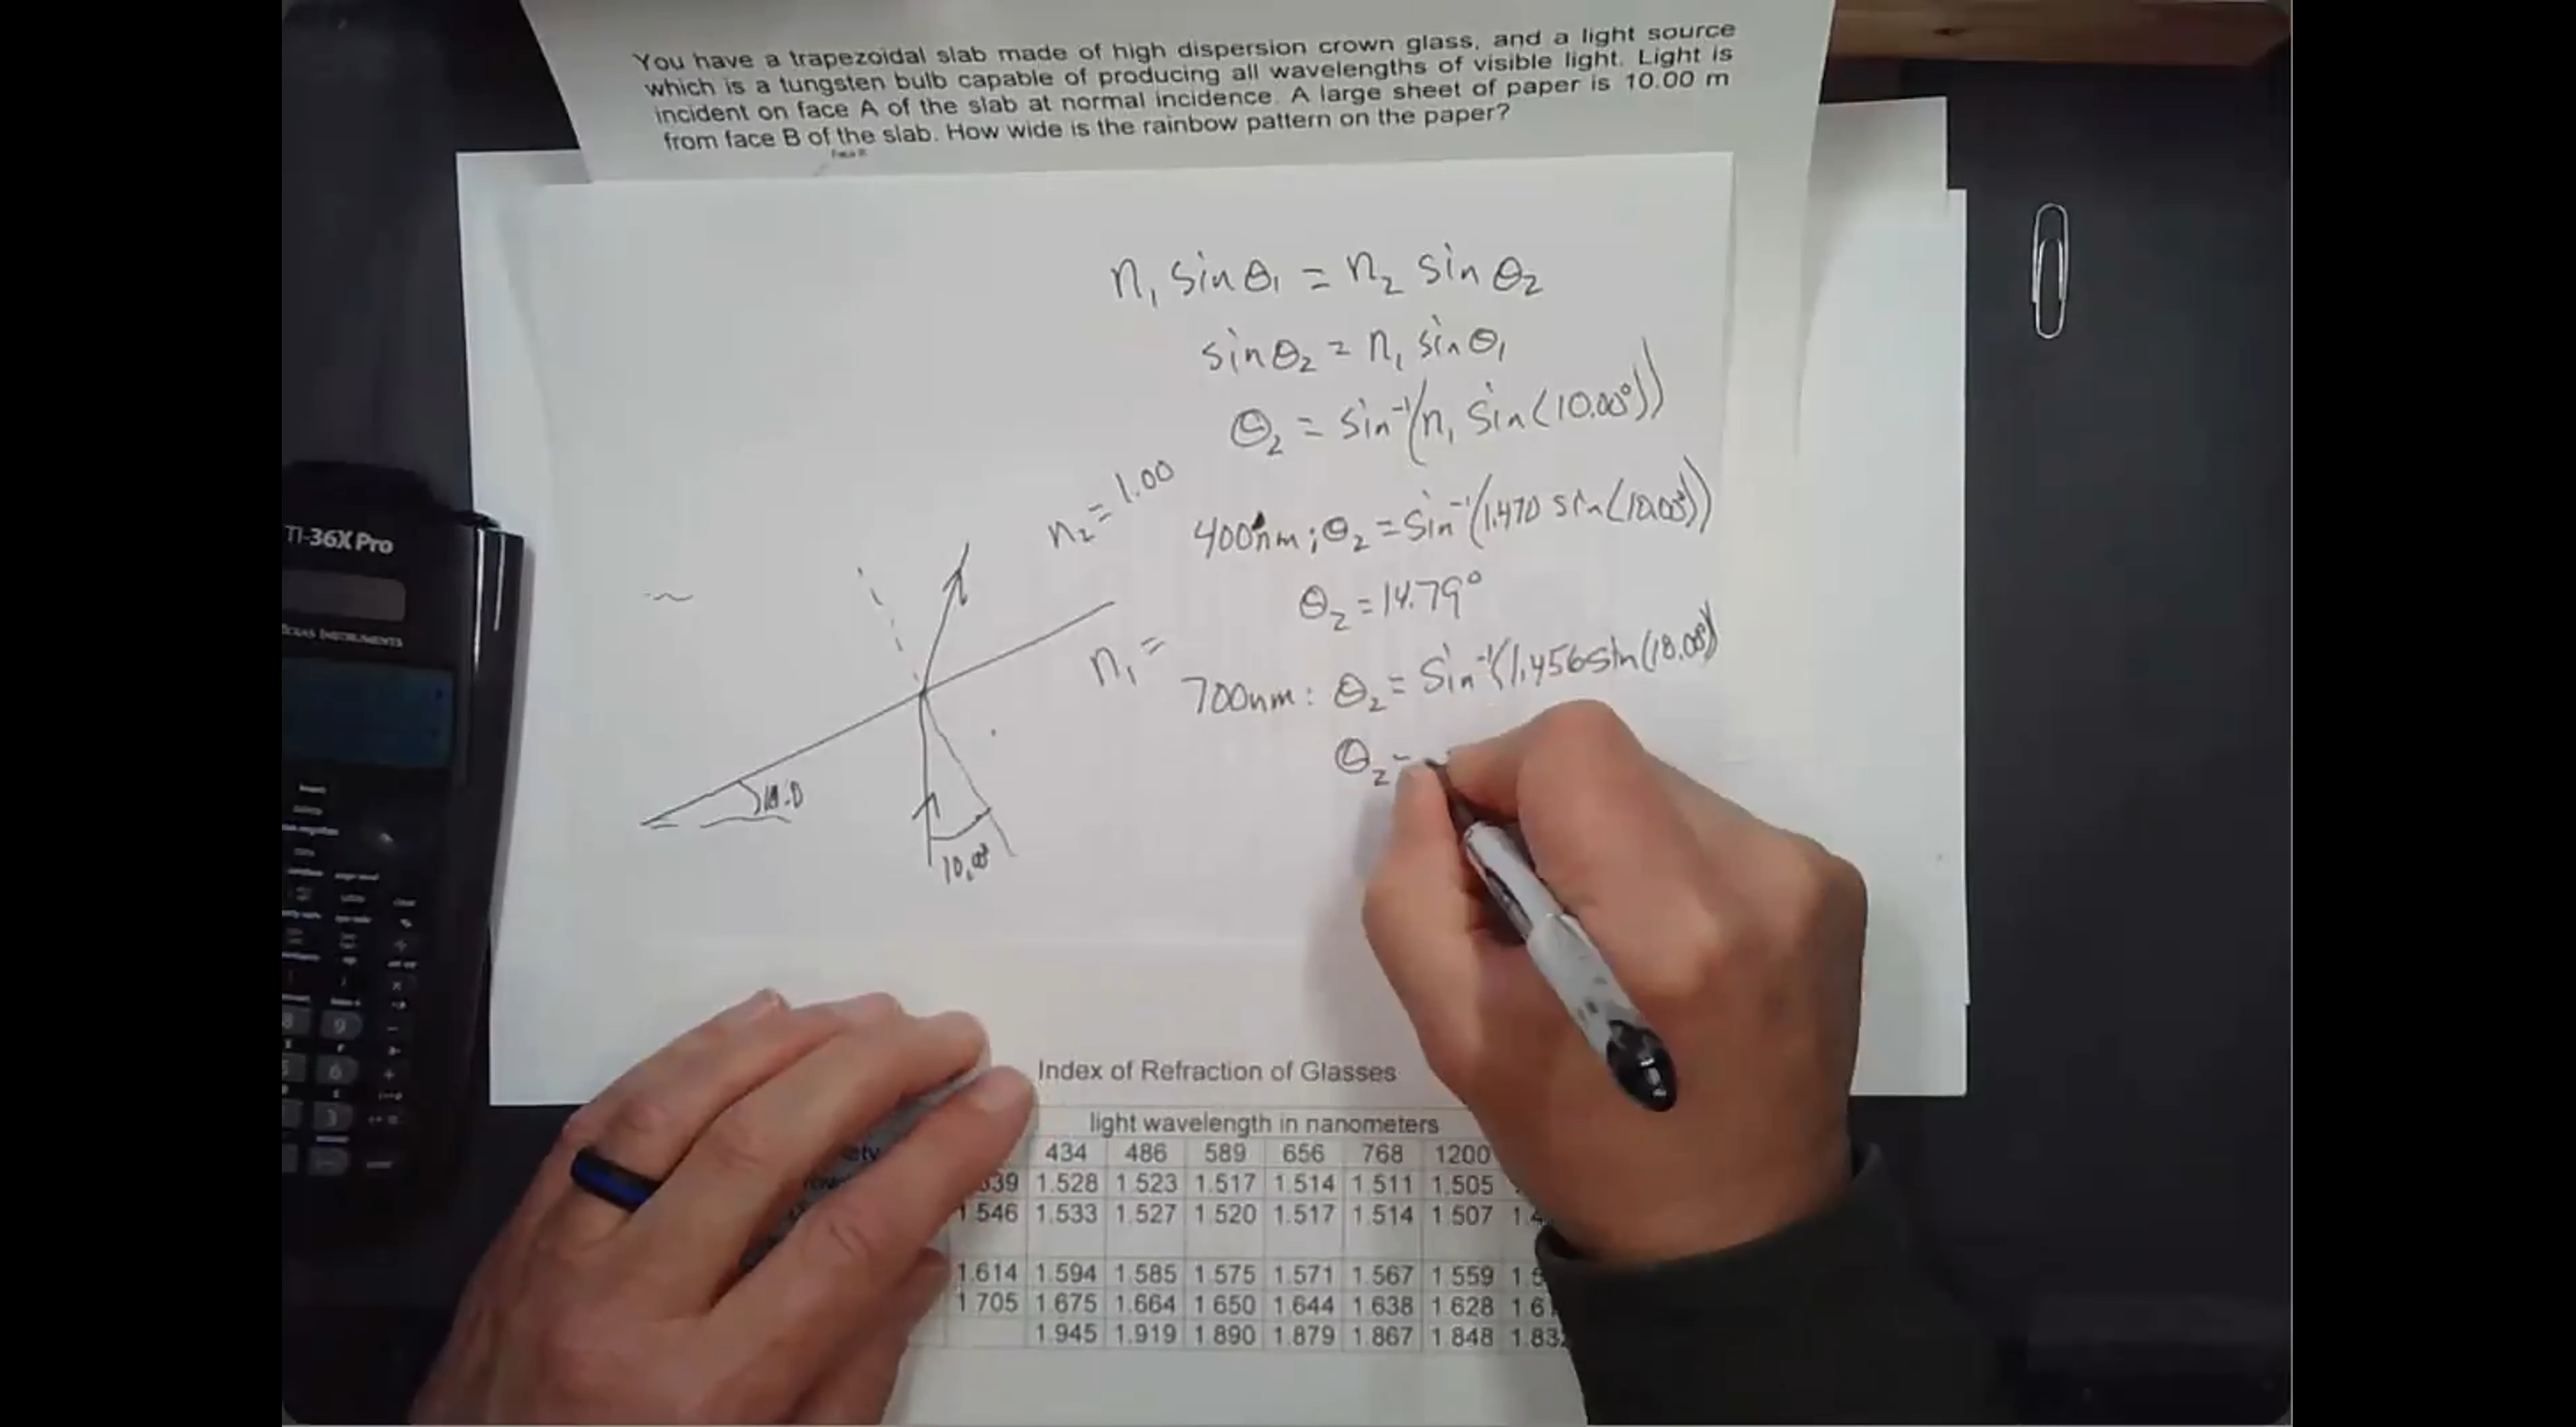 You have a trapezoidal slab made of high dispersion crown glass, and a light source
which is a tungsten bulb capable of producing all wavelengths of visible light. Light is
incident on face A of the slab at normal incidence. A large sheet of paper is 10.00 m
from face B of the slab. How wide is the rainbow pattern on the paper?
n₁ sin θ₁ = n₂ sin θ₂
sin θ₂ = n₁ sin θ₁
θ₂ = sin⁻¹(n₁ sin(10.00°))
n₂ = 1.00
400nm; θ₂ = sin⁻¹(1.470 sin(10.00°))
θ₂ = 14.79°
n₁ =
700nm: θ₂ = sin⁻¹(1.456 sin(10.00°)
θ₂ =
10.00°
TI-36X Pro
TEXAS INSTRUMENTS
Index of Refraction of Glasses
light wavelength in nanometers
434 486 589 656 768 1200
1.528 1.523 1.517 1.514 1.511 1.505
1.546 1.533 1.527 1.520 1.517 1.514 1.507
1.614 1.594 1.585 1.575 1.571 1.567 1.559
1.705 1.675 1.664 1.650 1.644 1.638 1.628
1.945 1.919 1.890 1.879 1.867 1.848